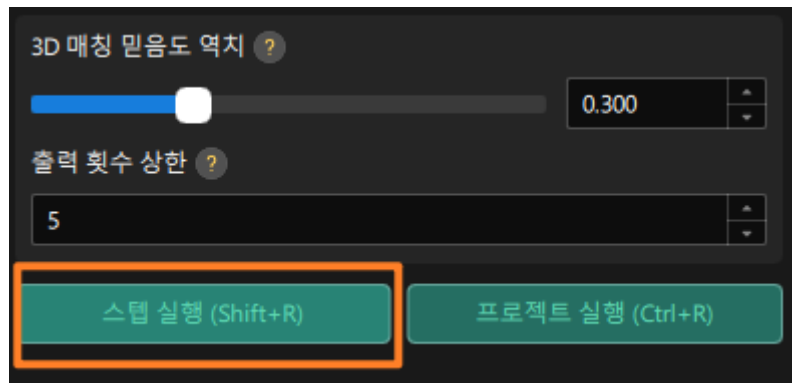 3D 매칭 믿음도 역치 ?
0.300
출력 횟수 상한 ?
5
스텝 실행 (Shift+R)
프로젝트 실행 (Ctrl+R)